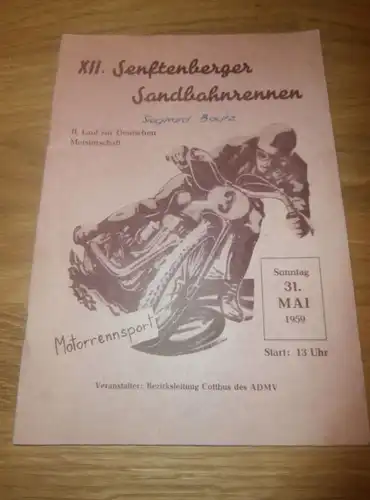 XII. Senftenberger
Sandbahnrennen
Siegmund
II. Lauf zur Deutschen
Meisterschaft
3
Sonntag
31.
MAI
1959
Motorrennsport
Start: 13 Uhr
Veranstalter: Bezirksleitung Cottbus des ADMV